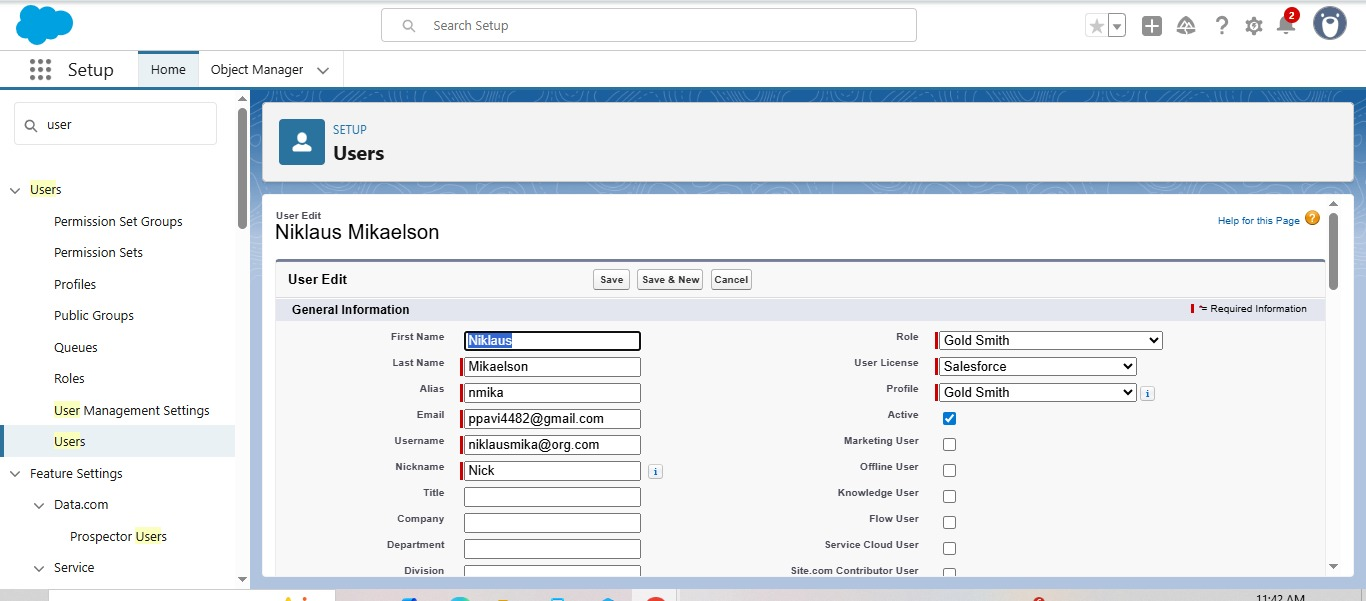 Search Setup
2
Setup
Home
Object Manager
user
Users
Permission Set Groups
Permission Sets
Profiles
Public Groups
Queues
Roles
User Management Settings
Users
Feature Settings
Data.com
Prospector Users
Service
SETUP
Users
User Edit
Niklaus Mikaelson
Help for this Page ?
User Edit
Save
Save & New
Cancel
General Information
= Required Information
First Name Niklaus
Last Name Mikaelson
Alias nmika
Email ppavi4482@gmail.com
Username niklausmika@org.com
Nickname Nick i
Title
Company
Department
Division
Role Gold Smith
User License Salesforce
Profile Gold Smith i
Active
Marketing User
Offline User
Knowledge User
Flow User
Service Cloud User
Site.com Contributor User
11:42 AM